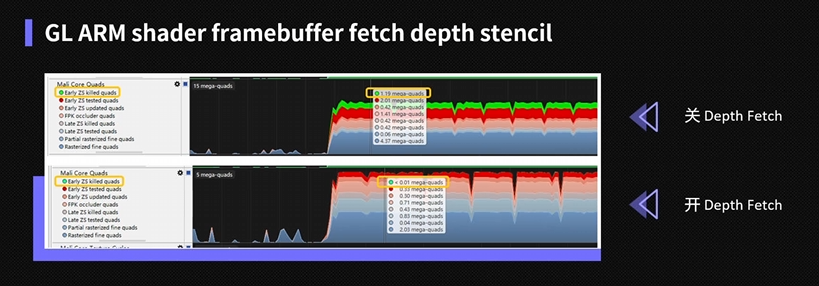 GL ARM shader framebuffer fetch depth stencil
Mali Core Quads
Early ZS killed quads
Early ZS tested quads
Early ZS updated quads
FPK occluder quads
Late ZS killed quads
Late ZS tested quads
Partial rasterized fine quads
Rasterized fine quads
15 mega-quads
1.19 mega-quads
2.01 mega-quads
0.42 mega-quads
1.41 mega-quads
0.42 mega-quads
0.42 mega-quads
0.06 mega-quads
4.37 mega-quads
关 Depth Fetch
Mali Core Quads
Early ZS killed quads
Early ZS tested quads
Early ZS updated quads
FPK occluder quads
Late ZS killed quads
Late ZS tested quads
Partial rasterized fine quads
Rasterized fine quads
5 mega-quads
< 0.01 mega-quads
0.33 mega-quads
0.30 mega-quads
0.71 mega-quads
0.43 mega-quads
0.83 mega-quads
0.04 mega-quads
2.03 mega-quads
开 Depth Fetch